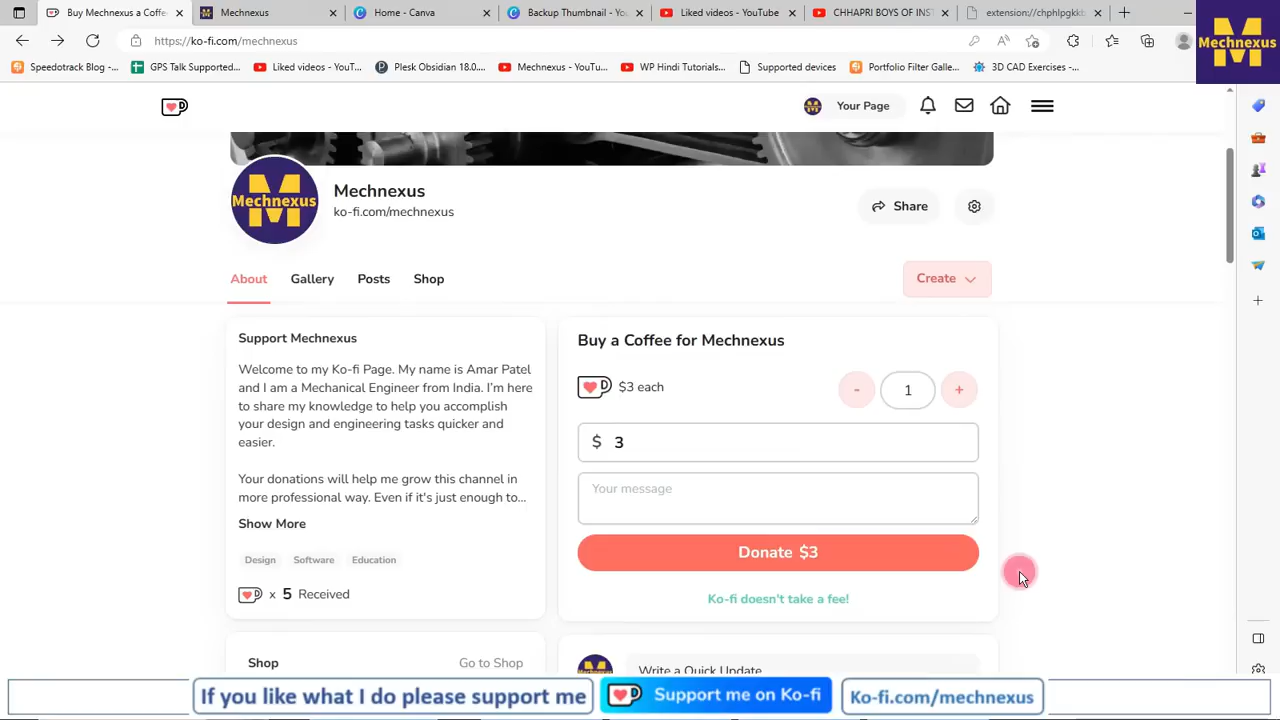 Buy Mechnexus a Coffee.
Mechnexus
Home - Canva
Backup Thumbnail - Yo
Liked videos - YouTube
CHHAPRI BOYS OF INST
extension://chphlpgkkb
https://ko-fi.com/mechnexus
Speedotrack Blog -...
GPS Talk Supported...
Liked videos - YouT...
Plesk Obsidian 18.0....
Mechnexus - YouTu...
WP Hindi Tutorials...
Supported devices
Portfolio Filter Galle...
3D CAD Exercises -...
Mechnexus
Your Page
Mechnexus
Mechnexus
ko-fi.com/mechnexus
Share
About
Gallery
Posts
Shop
Create
Support Mechnexus
Welcome to my Ko-fi Page. My name is Amar Patel
and I am a Mechanical Engineer from India. I'm here
to share my knowledge to help you accomplish
your design and engineering tasks quicker and
easier.
Your donations will help me grow this channel in
more professional way. Even if it's just enough to...
Show More
Design Software Education
x 5 Received
Buy a Coffee for Mechnexus
$3 each
- 1 +
$ 3
Your message
Donate $3
Ko-fi doesn't take a fee!
Shop
Go to Shop
Write a Quick Update
If you like what I do please support me
Support me on Ko-fi
Ko-fi.com/mechnexus